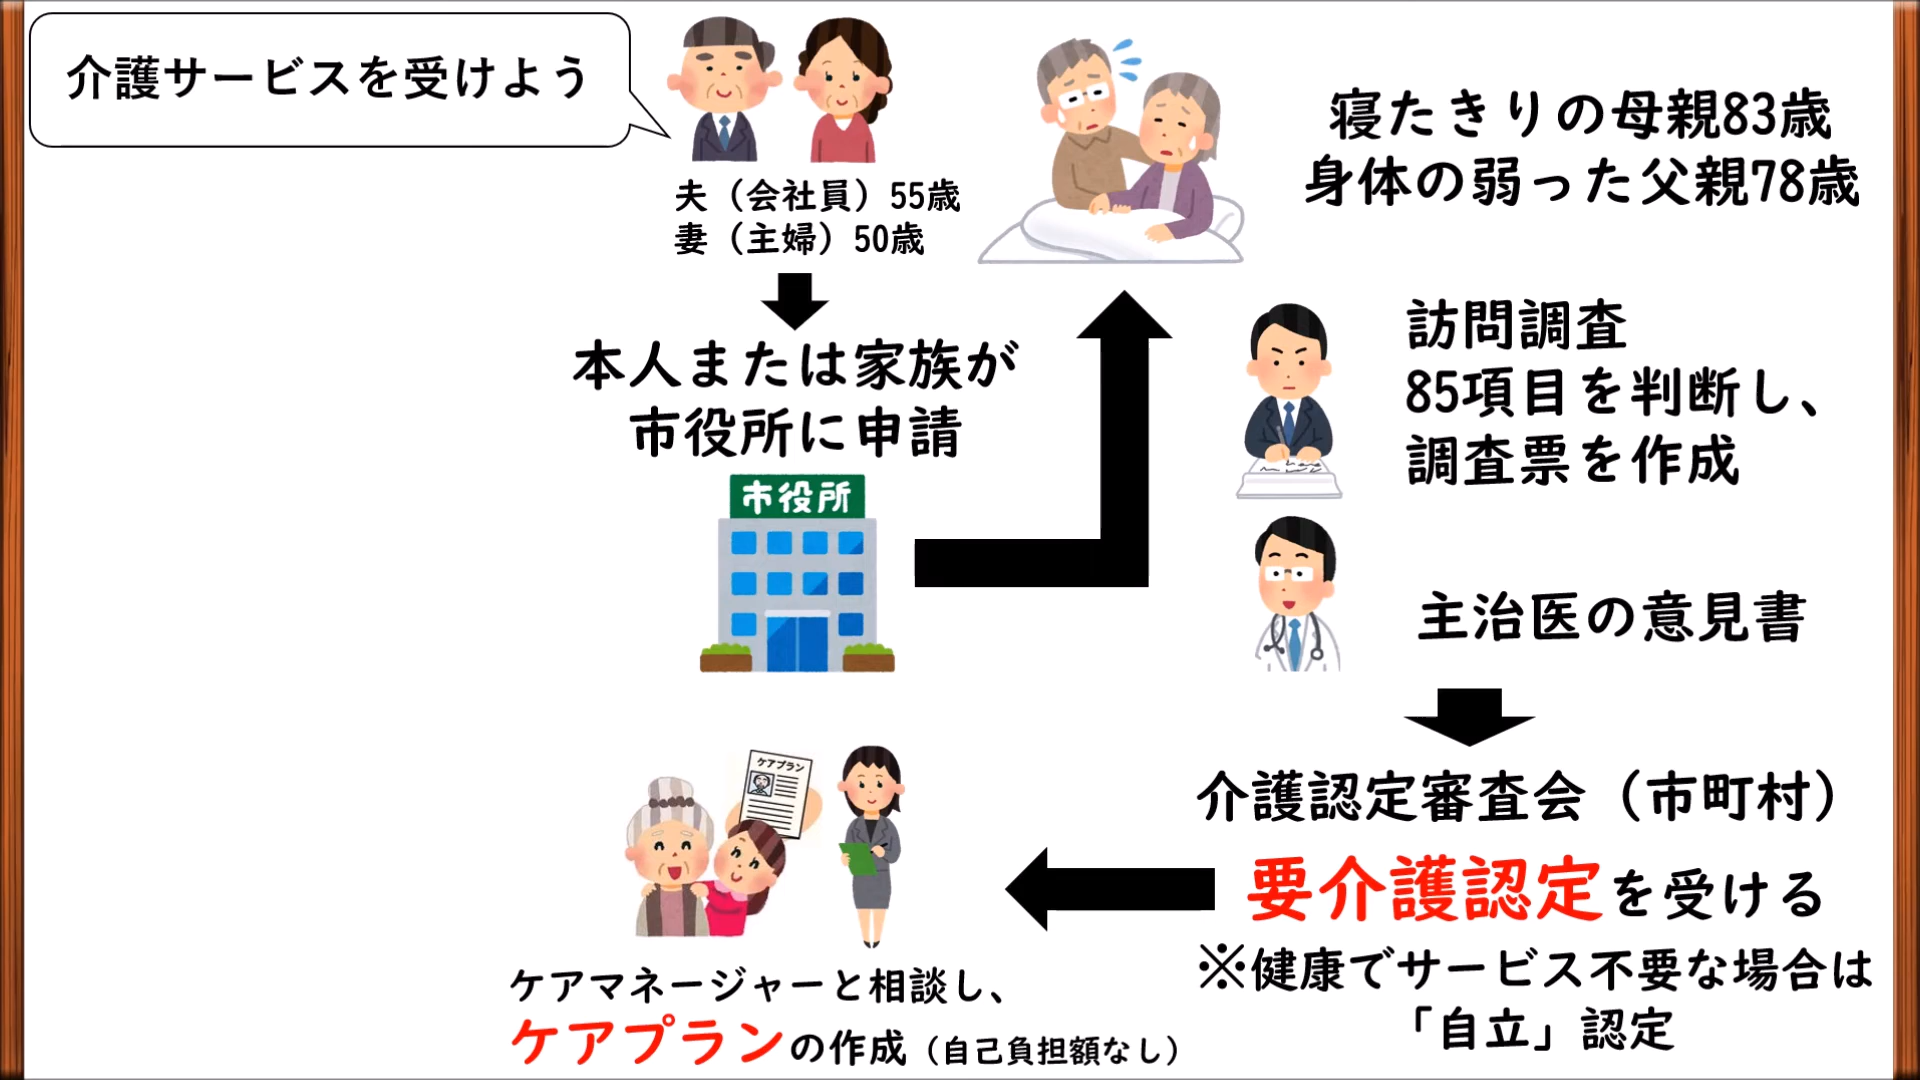 介護サービスを受けよう
夫（会社員）55歳
妻（主婦）50歳
寝たきりの母親83歳
身体の弱った父親78歳
本人または家族が
市役所に申請
市役所
訪問調査
85項目を判断し、
調査票を作成
主治医の意見書
介護認定審査会（市町村）
要介護認定を受ける
※健康でサービス不要な場合は
「自立」認定
ケアプラン
ケアマネージャーと相談し、
ケアプランの作成（自己負担額なし）